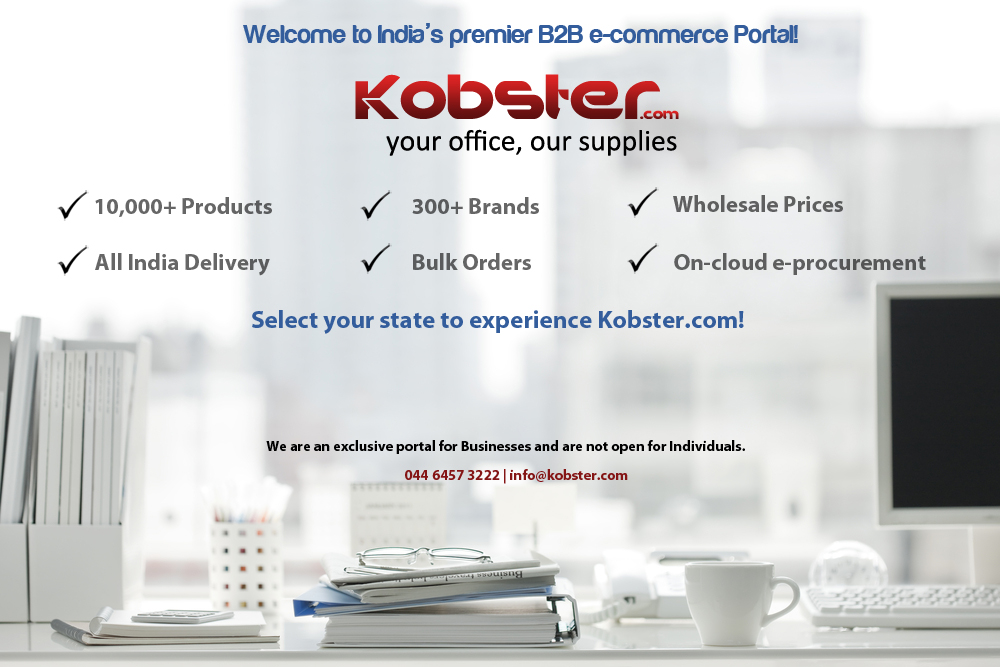 Welcome to India's premier B2B e-commerce Portal!
Kobster.com
your office, our supplies
10,000+ Products
300+ Brands
Wholesale Prices
All India Delivery
Bulk Orders
On-cloud e-procurement
Select your state to experience Kobster.com!
We are an exclusive portal for Businesses and are not open for Individuals.
044 6457 3222 | info@kobster.com